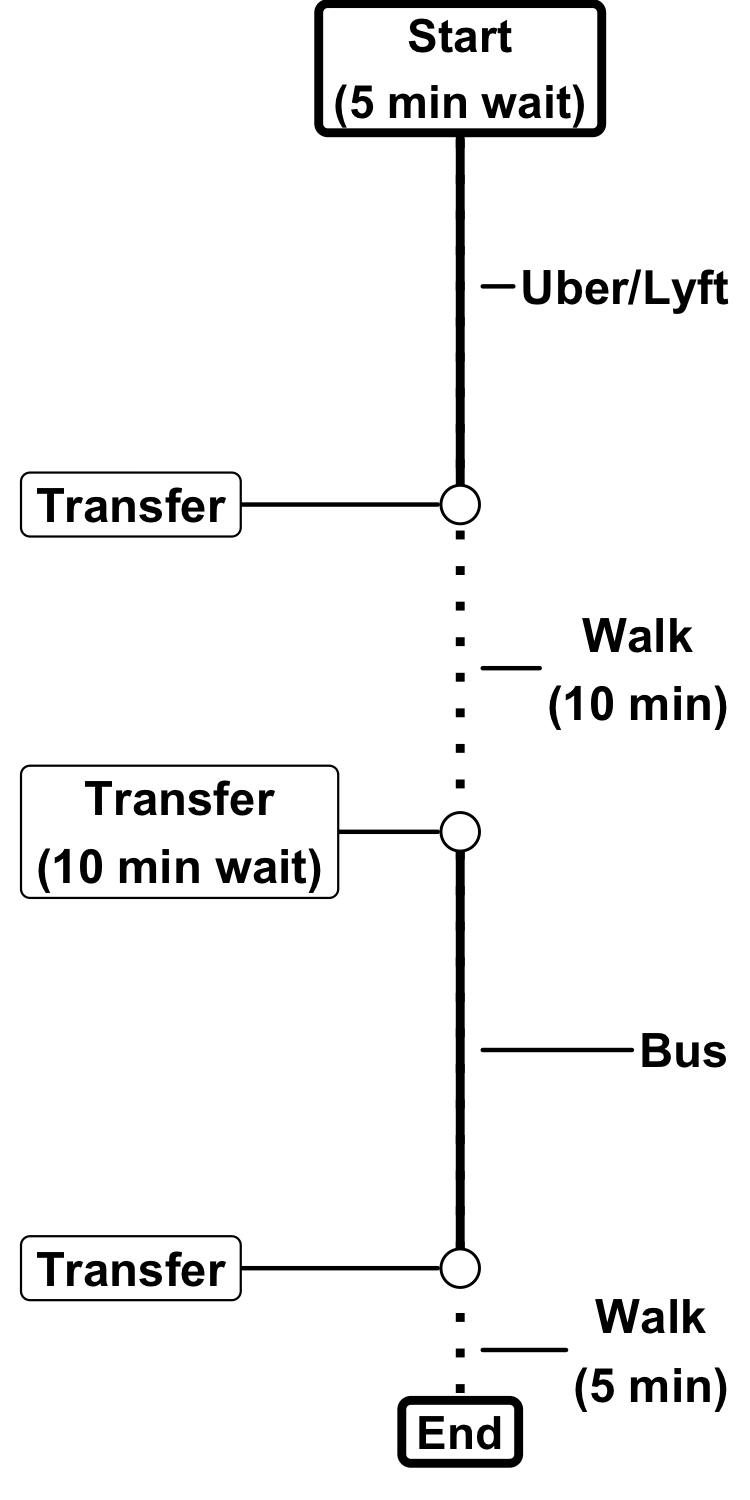 Start
(5 min wait)
Uber/Lyft
Transfer
Walk
(10 min)
Transfer
(10 min wait)
Bus
Transfer
Walk
(5 min)
End